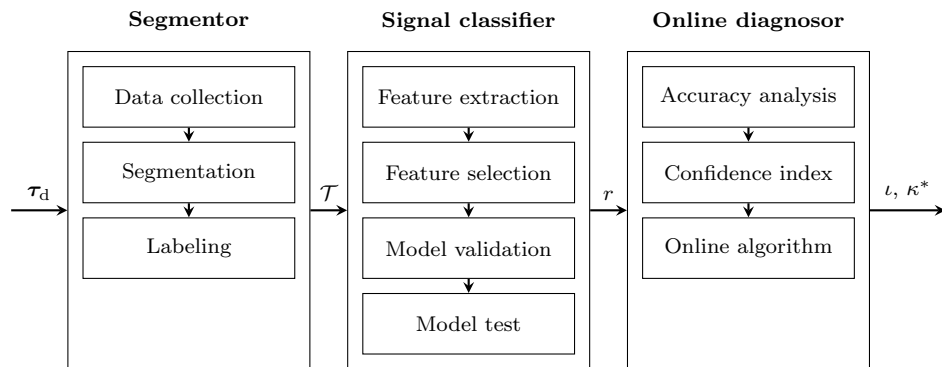 Segmentor
Signal classifier
Online diagnosor
Data collection
Segmentation
Labeling
Feature extraction
Feature selection
Model validation
Model test
Accuracy analysis
Confidence index
Online algorithm
𝝉_d
𝒯
r
ι, κ*